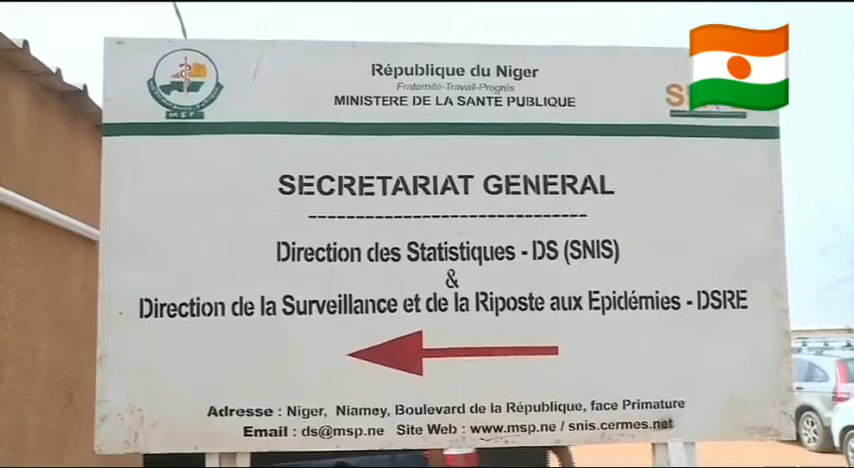 République du Niger
Fraternité-Travail-Progrès
MINISTERE DE LA SANTE PUBLIQUE
MSP
SECRETARIAT GENERAL
Direction des Statistiques - DS (SNIS)
&
Direction de la Surveillance et de la Riposte aux Epidémies - DSRE
Adresse : Niger, NIamey, BOULEVARD de la RÉPUBLIQUE, face Primature
Email : ds@msp.ne Site Web : www.msp.ne / snis.cermes.net